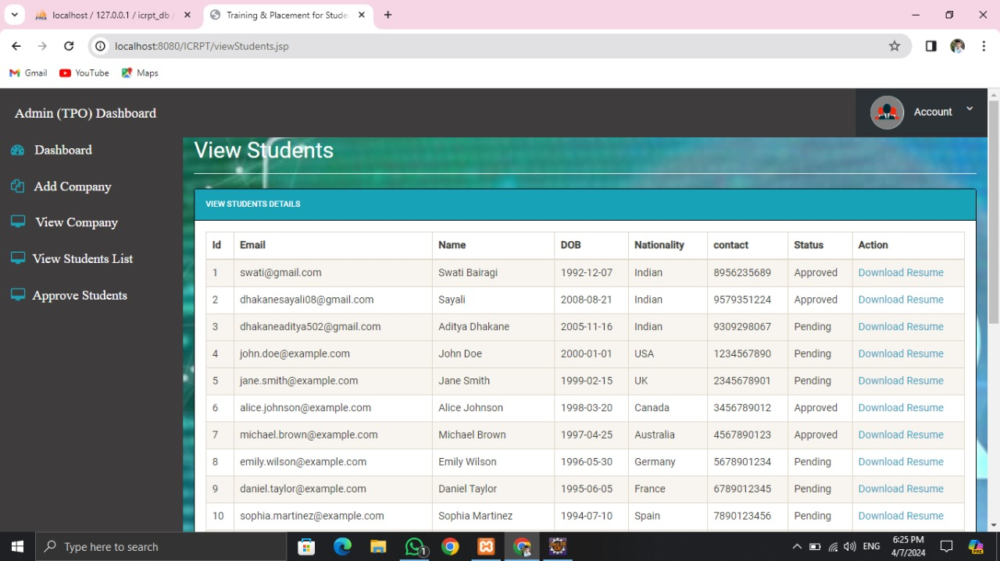 localhost / 127.0.0.1 / icrpt_db
Training & Placement for Stude
localhost:8080/ICRPT/viewStudents.jsp
Gmail YouTube Maps
Admin (TPO) Dashboard
Account
Dashboard
Add Company
View Company
View Students List
Approve Students
View Students
VIEW STUDENTS DETAILS
Id Email Name DOB Nationality contact Status Action
1 swati@gmail.com Swati Bairagi 1992-12-07 Indian 8956235689 Approved Download Resume
2 dhakanesayali08@gmail.com Sayali 2008-08-21 Indian 9579351224 Approved Download Resume
3 dhakaneaditya502@gmail.com Aditya Dhakane 2005-11-16 Indian 9309298067 Pending Download Resume
4 john.doe@example.com John Doe 2000-01-01 USA 1234567890 Pending Download Resume
5 jane.smith@example.com Jane Smith 1999-02-15 UK 2345678901 Pending Download Resume
6 alice.johnson@example.com Alice Johnson 1998-03-20 Canada 3456789012 Approved Download Resume
7 michael.brown@example.com Michael Brown 1997-04-25 Australia 4567890123 Approved Download Resume
8 emily.wilson@example.com Emily Wilson 1996-05-30 Germany 5678901234 Pending Download Resume
9 daniel.taylor@example.com Daniel Taylor 1995-06-05 France 6789012345 Pending Download Resume
10 sophia.martinez@example.com Sophia Martinez 1994-07-10 Spain 7890123456 Pending Download Resume
Type here to search
1
ENG
6:25 PM
4/7/2024
PRE